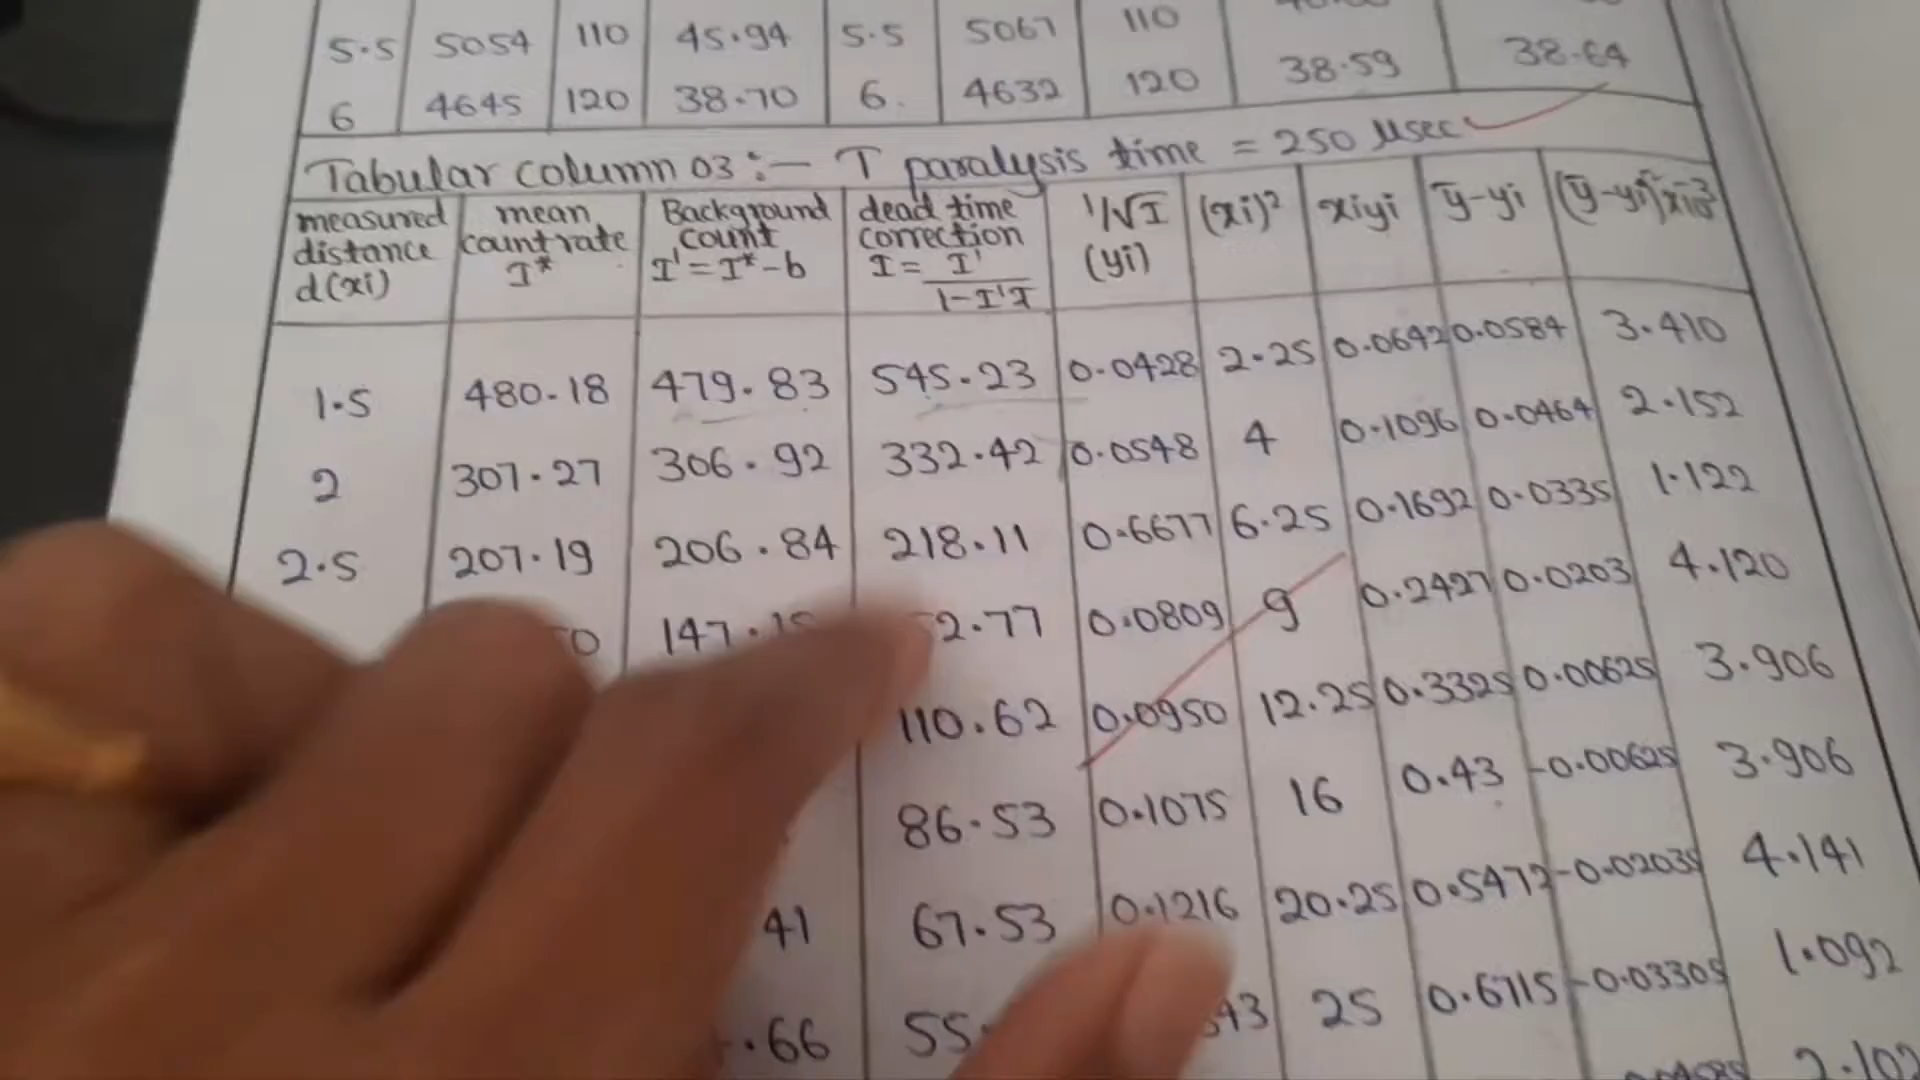 5.5 5054 110 45.94 5.5 5067 110
6 4645 120 38.70 6. 4632 120 38.59 38.64
Tabular column 03:- T paralysis time = 250 μsec
measured distance d(xi) mean count rate I* Background count I'=I*-b dead time correction I = I'/1-I'T 1/√I (yi) (xi)² xiyi ȳ-yi (ȳ-yi)²x10⁻³
1.5 480.18 479.83 545.23 0.0428 2.25 0.0642 0.0584 3.410
2 307.27 306.92 332.42 0.0548 4 0.1096 0.0464 2.152
2.5 207.19 206.84 218.11 0.6677 6.25 0.1692 0.0335 1.122
0 147. 2.77 0.0809 9 0.2427 0.0203 4.120
110.62 0.0950 12.25 0.3325 0.00625 3.906
86.53 0.1075 16 0.43 -0.00625 3.906
41 67.53 0.1216 20.25 0.5472 -0.02035 4.141
.66 55. 43 25 0.6715 -0.03305 1.092
2.102